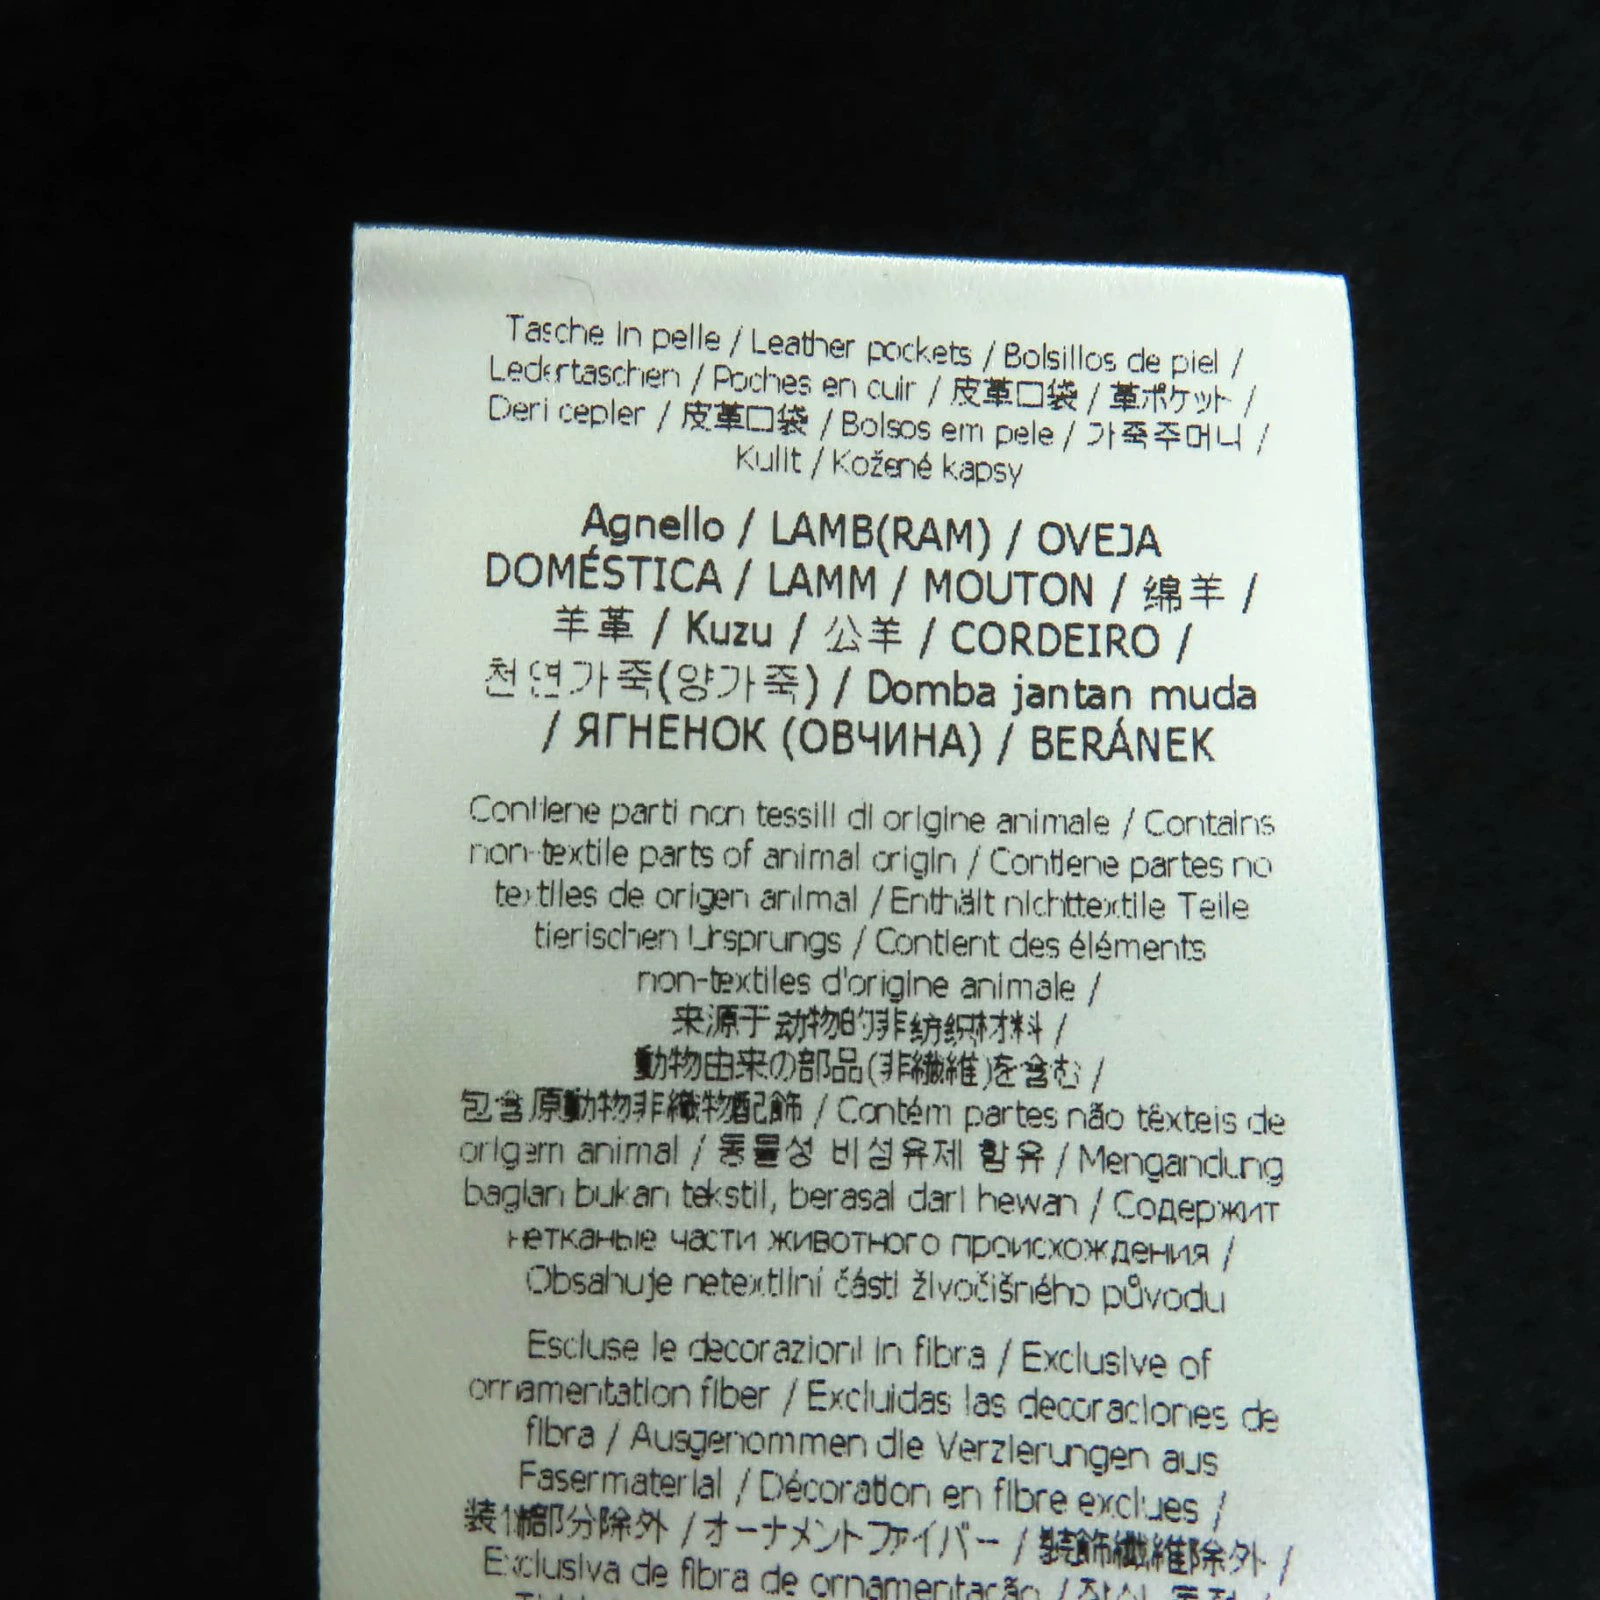 Tasche in pelle / Leather pockets / Bolsillos de piel /
Ledertaschen / Poches en cuir / 皮革口袋 / 革ポケット /
Deri cepler / 皮革口袋 / Bolsos em pele / 가죽주머니 /
Kulit / Kožené kapsy
Agnello / LAMB(RAM) / OVEJA
DOMÉSTICA / LAMM / MOUTON / 绵羊 /
羊革 / Kuzu / 公羊 / CORDEIRO /
천연가죽(양가죽) / Domba jantan muda
/ ЯГНЕНОК (ОВЧИНА) / BERÁNEK
Contiene parti non tessili di origine animale / Contains
non-textile parts of animal origin / Contiene partes no
textiles de origen animal / Enthält nichttextile Teile
tierischen Ursprungs / Contient des éléments
non-textiles d'origine animale /
来源于动物的非纺织材料 /
動物由来の部品(非繊維)を含む /
包含原動物非織物配飾 / Contém partes não têxteis de
origem animal / 동물성 비섬유제 함유 / Mengandung
bagian bukan tekstil, berasal dari hewan / Содержит
нетканые части животного происхождения /
Obsahuje netextilní části živočišného původu
Escluse le decorazioni in fibra / Exclusive of
ornamentation fiber / Excluidas las decoraciones de
fibra / Ausgenommen die Verzierungen aus
Fasermaterial / Décoration en fibre exclues /
装饰部分除外 / オーナメントファイバー / 裝飾纖維除外 /
Exclusiva de fibra de ornamentação /